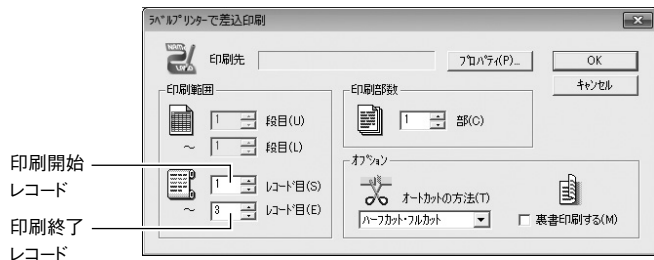 ﾗﾍﾞﾙﾌﾟﾘﾝﾀｰで差込印刷
NAME
LAND
印刷先
ﾌﾟﾛﾊﾟﾃｨ(P)...
OK
ｷｬﾝｾﾙ
印刷範囲
1 段目(U)
～ 1 段目(L)
1 ﾚｺｰﾄﾞ目(S)
～ 3 ﾚｺｰﾄﾞ目(E)
印刷部数
1 部(C)
ｵﾌﾟｼｮﾝ
ｵｰﾄｶｯﾄの方法(T)
ﾊｰﾌｶｯﾄ･ﾌﾙｶｯﾄ
裏書印刷する(M)
印刷開始
レコード
印刷終了
レコード